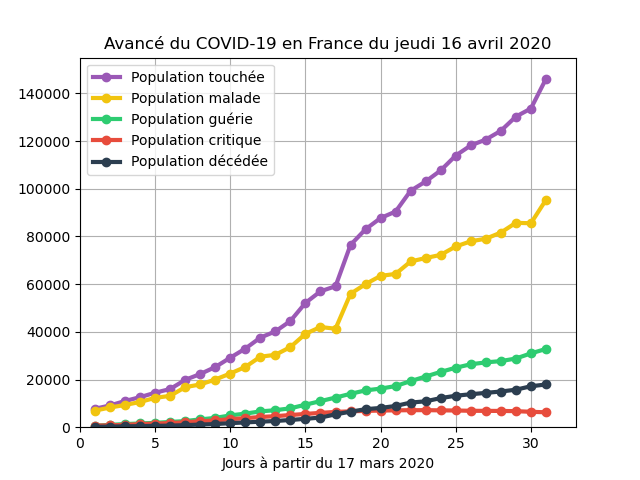 Avancé du COVID-19 en France du jeudi 16 avril 2020
Population touchée
Population malade
Population guérie
Population critique
Population décédée
140000
120000
100000
80000
60000
40000
20000
0
0 5 10 15 20 25 30
Jours à partir du 17 mars 2020